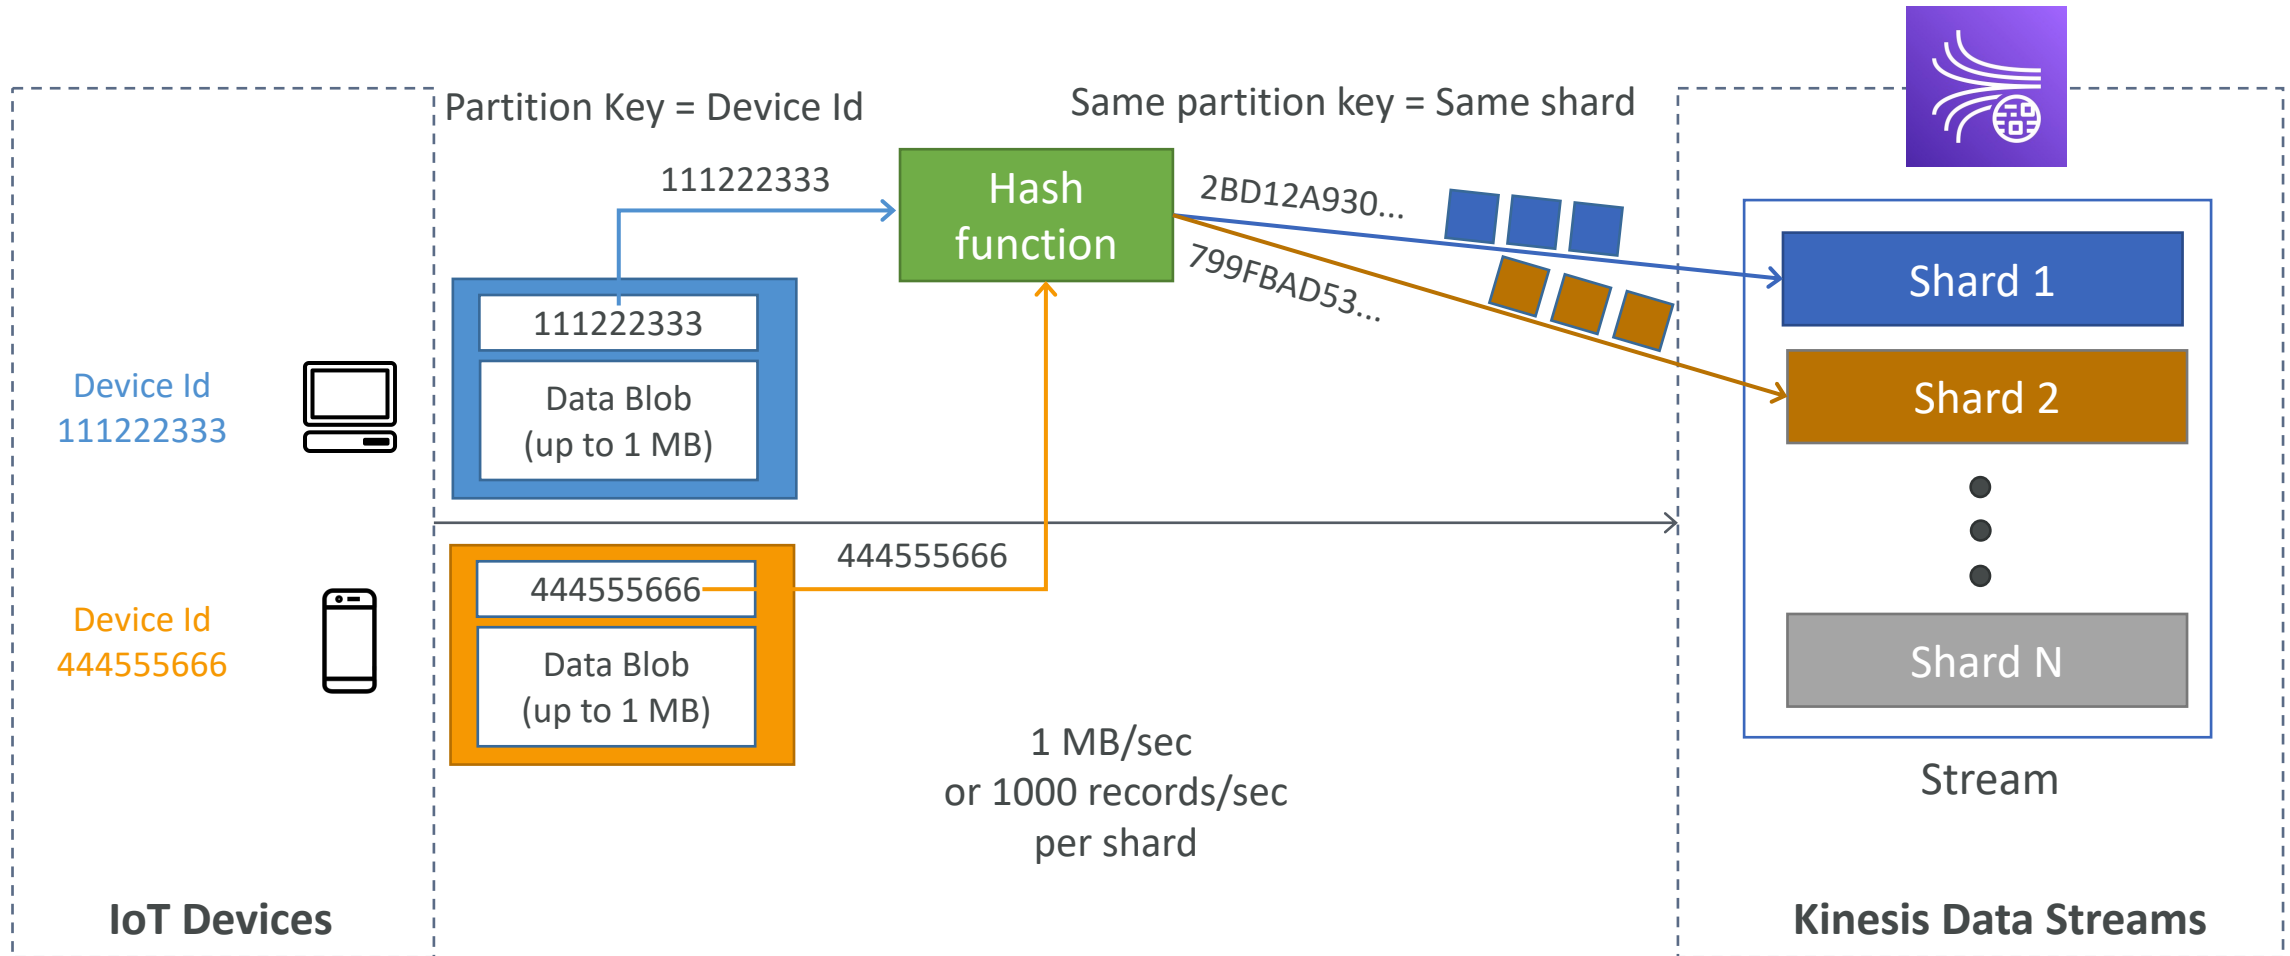 Partition Key = Device Id
Same partition key = Same shard
111222333
Hash
function
2BD12A930...
799FBAD53...
Shard 1
111222333
Device Id
111222333
Data Blob
(up to 1 MB)
Shard 2
444555666
444555666
Device Id
444555666
Data Blob
(up to 1 MB)
Shard N
1 MB/sec
or 1000 records/sec
per shard
Stream
IoT Devices
Kinesis Data Streams